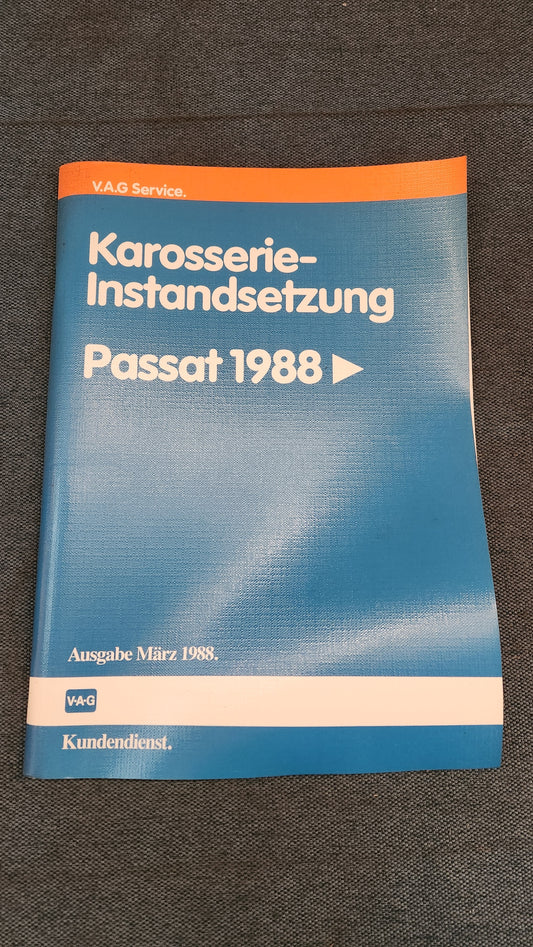 V.A.G Service.
Karosserie-
Instandsetzung
Passat 1988 ▶
Ausgabe März 1988.
V·A·G
Kundendienst.